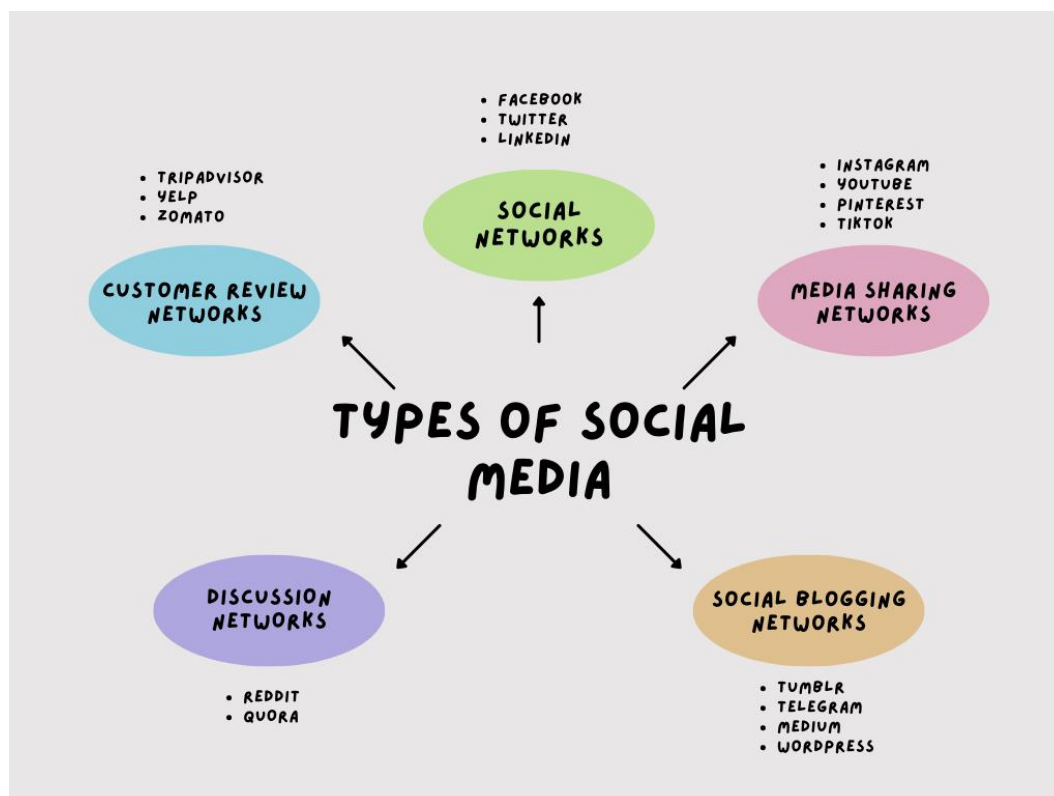 • FACEBOOK
• TWITTER
• LINKEDIN
SOCIAL
NETWORKS
• TRIPADVISOR
• YELP
• ZOMATO
CUSTOMER REVIEW
NETWORKS
• INSTAGRAM
• YOUTUBE
• PINTEREST
• TIKTOK
MEDIA SHARING
NETWORKS
TYPES OF SOCIAL
MEDIA
DISCUSSION
NETWORKS
• REDDIT
• QUORA
SOCIAL BLOGGING
NETWORKS
• TUMBLR
• TELEGRAM
• MEDIUM
• WORDPRESS